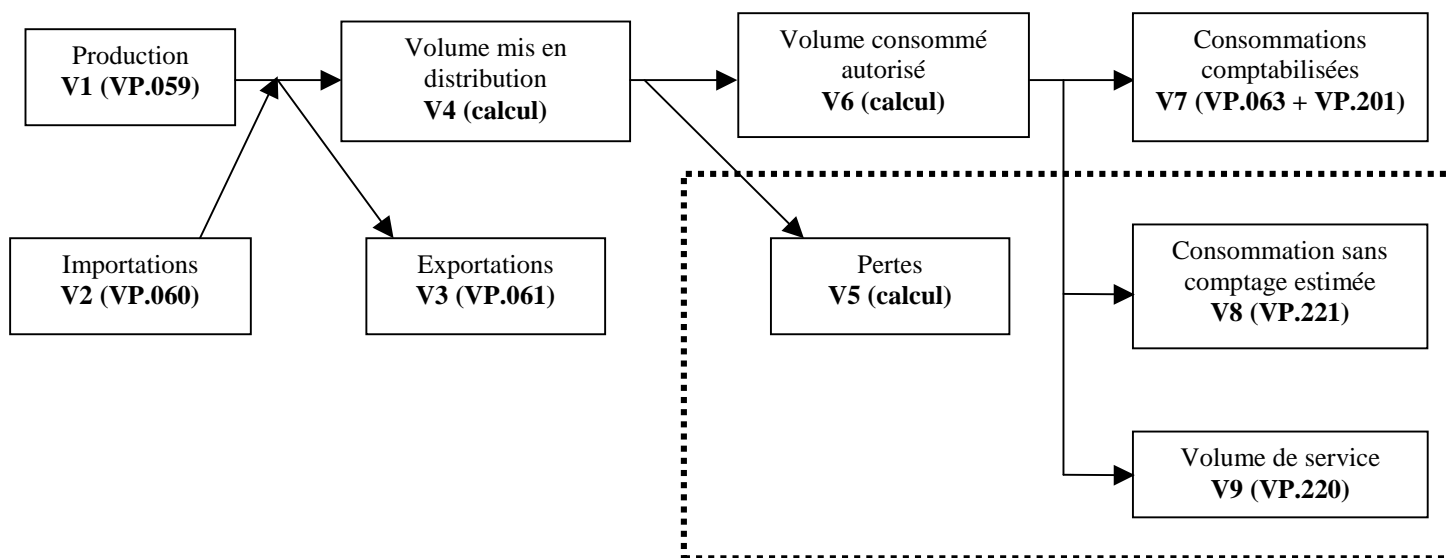 Production
V1 (VP.059)
Volume mis en
distribution
V4 (calcul)
Volume consommé
autorisé
V6 (calcul)
Consommations
comptabilisées
V7 (VP.063 + VP.201)
Importations
V2 (VP.060)
Exportations
V3 (VP.061)
Pertes
V5 (calcul)
Consommation sans
comptage estimée
V8 (VP.221)
Volume de service
V9 (VP.220)